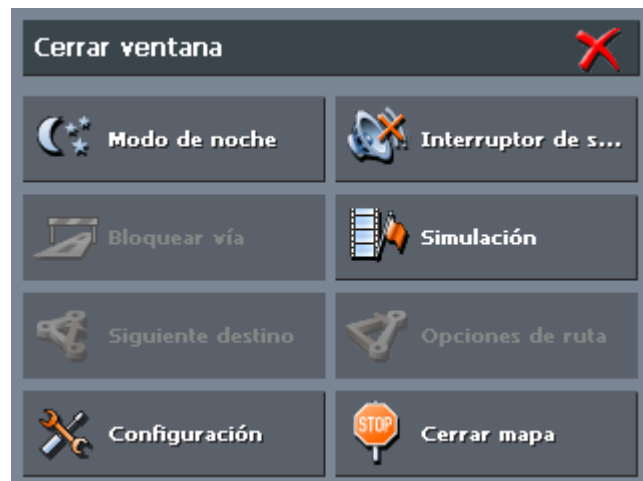 Cerrar ventana
Modo de noche
Interruptor de s...
Bloquear vía
Simulación
Siguiente destino
Opciones de ruta
Configuración
STOP
Cerrar mapa